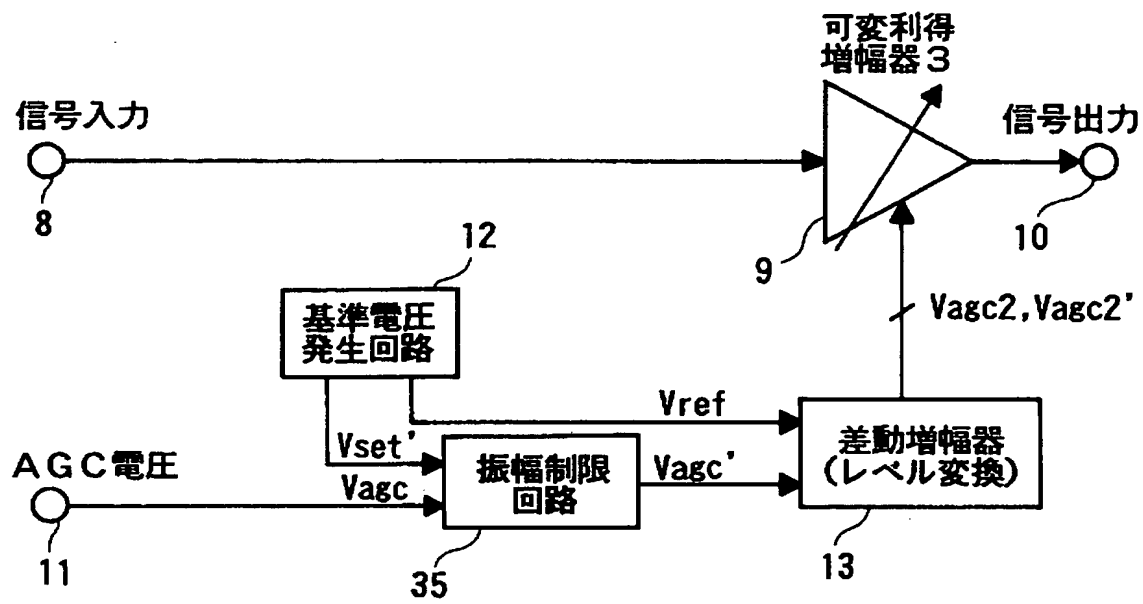 可変利得
増幅器3
信号入力
信号出力
8
12
9
10
基準電圧
発生回路
Vagc2,Vagc2'
Vref
Vset'
AGC電圧
Vagc
振幅制限
回路
Vagc'
差動増幅器
(レベル変換)
11
35
13